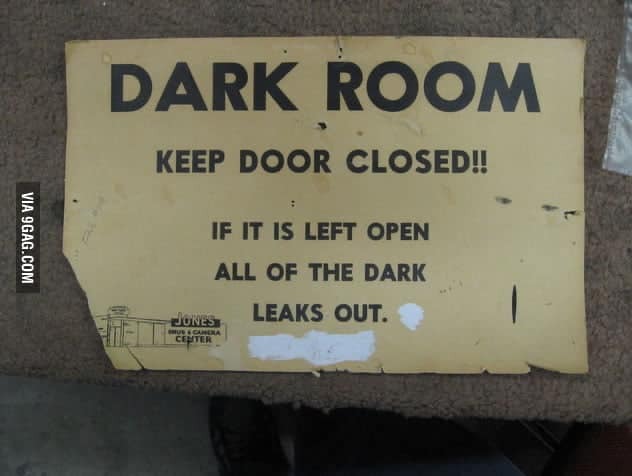 DARK ROOM
KEEP DOOR CLOSED!!
IF IT IS LEFT OPEN
ALL OF THE DARK
LEAKS OUT.
JONES
DRUG & CAMERA
CENTER
VIA 9GAG.COM